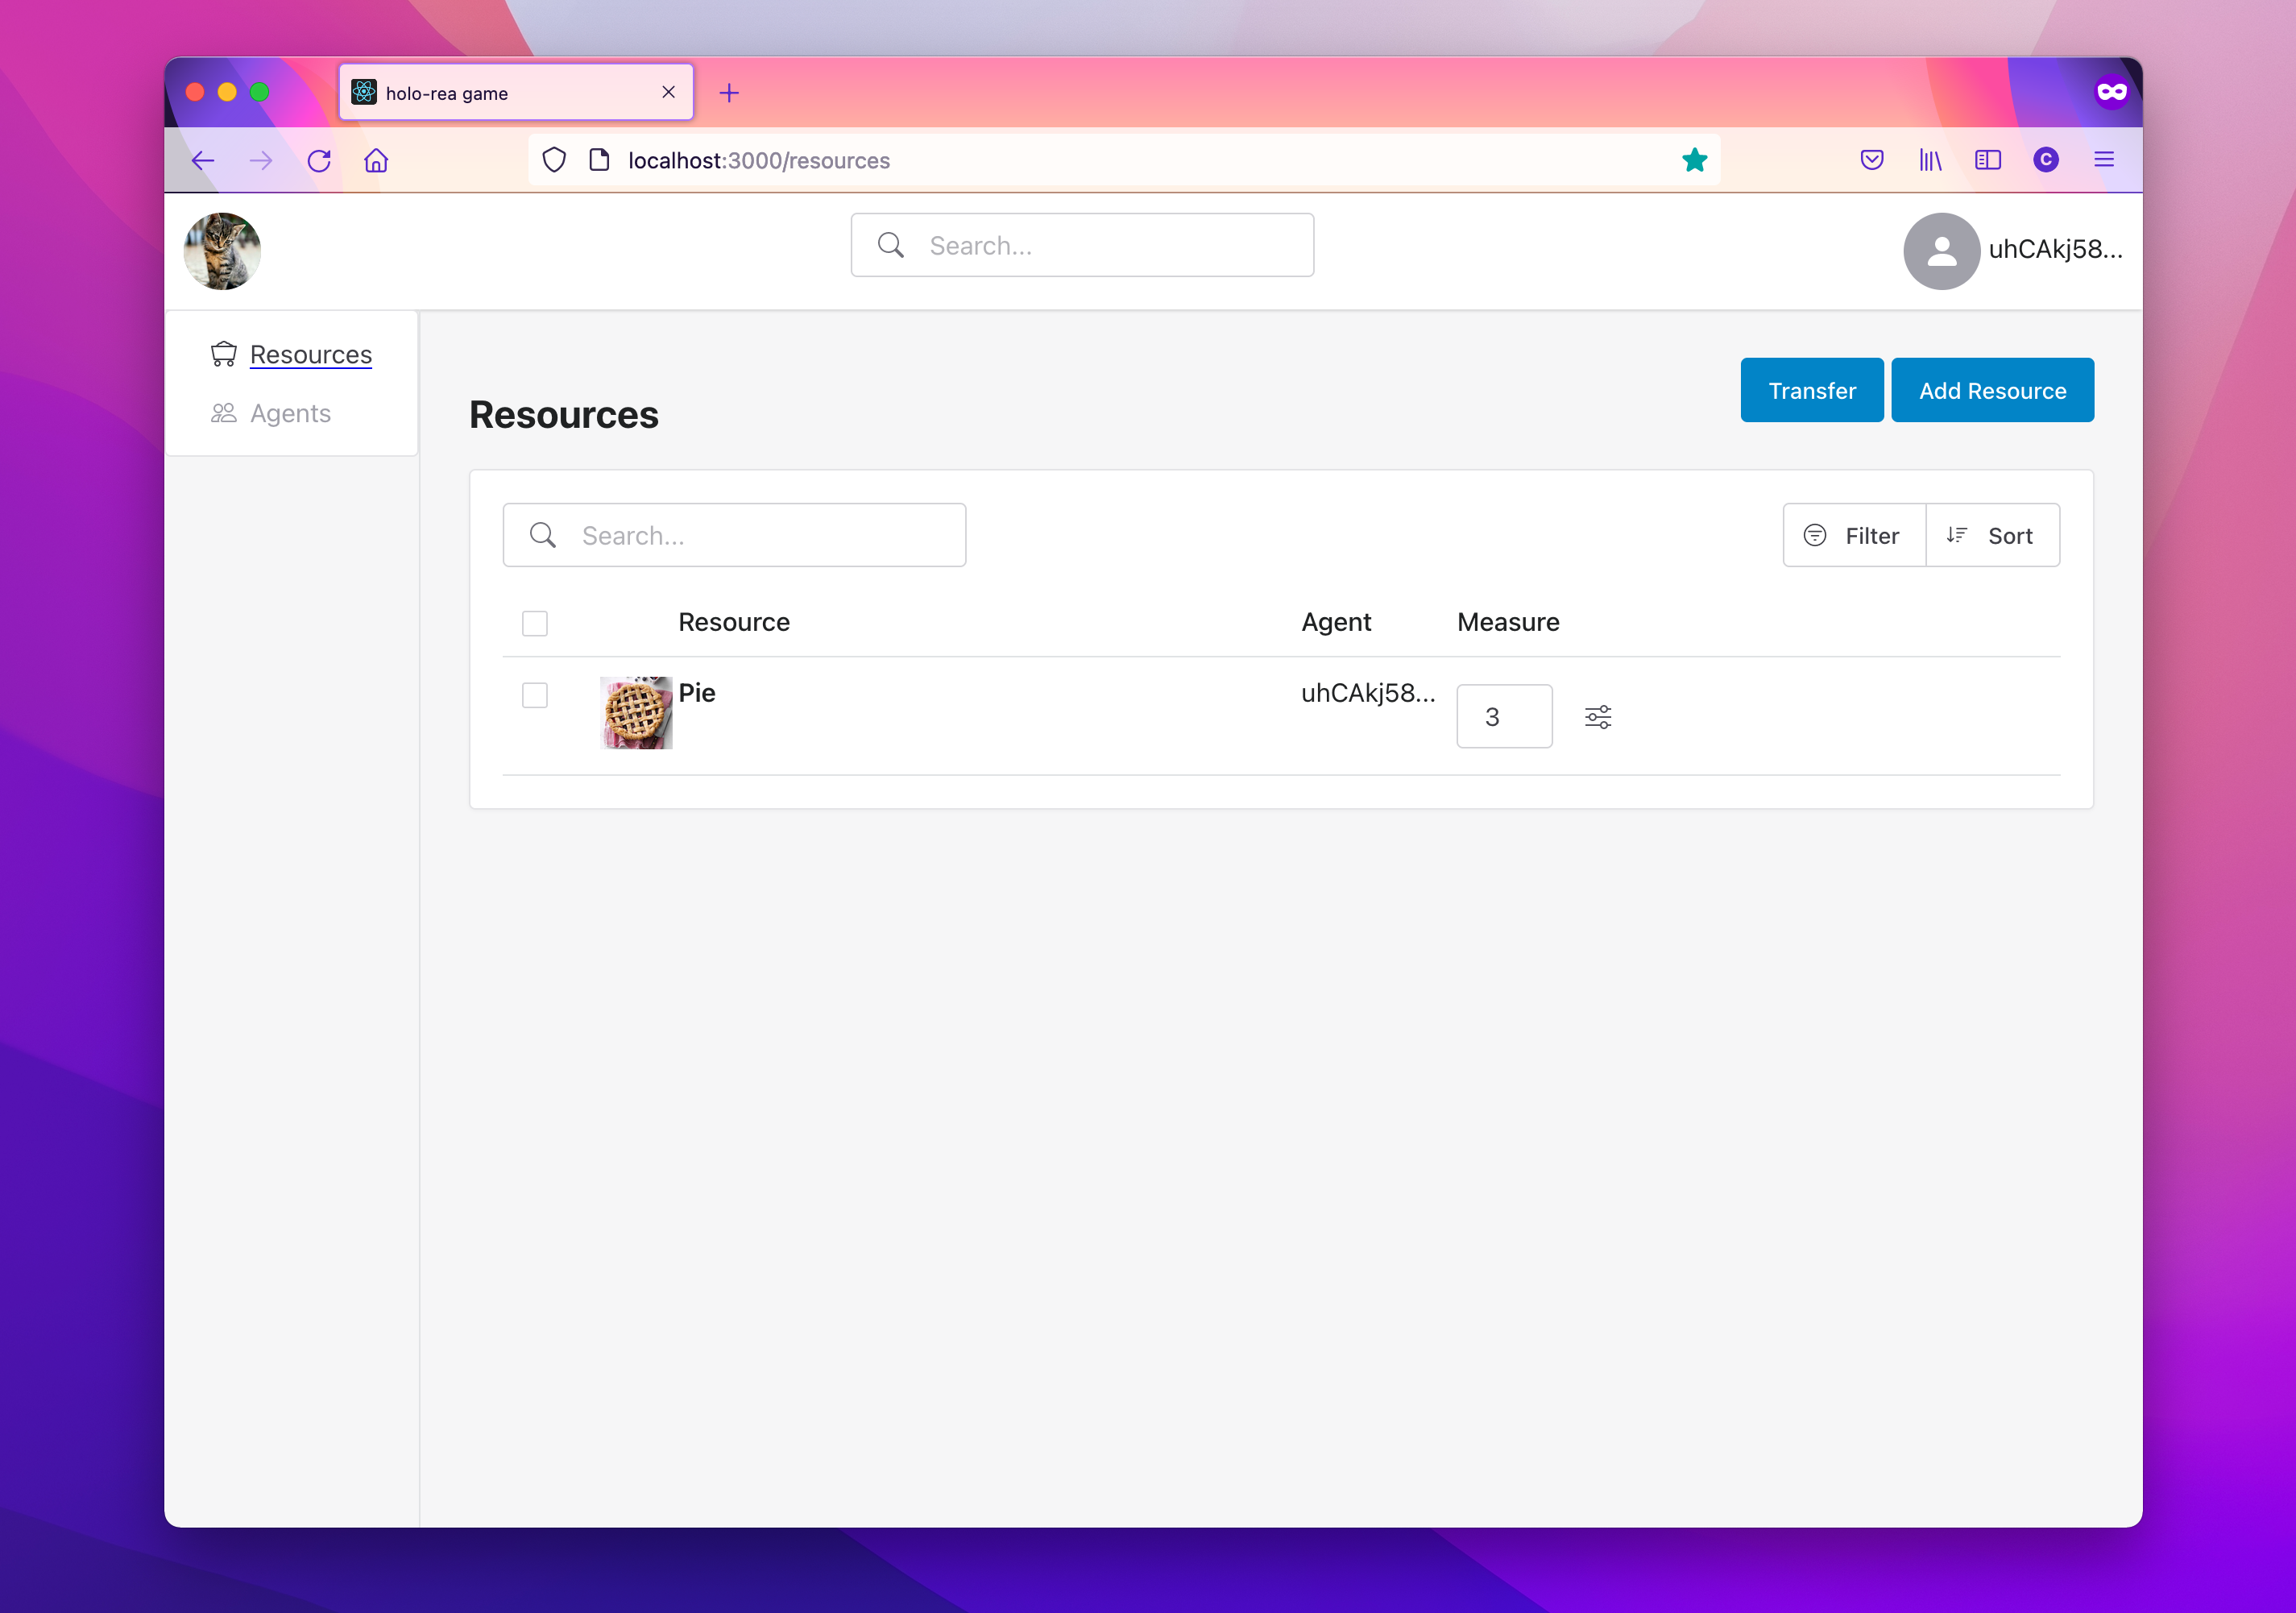 holo-rea game
localhost:3000/resources
C
Search...
uhCAkj58...
Resources
Agents
Transfer
Add Resource
Resources
Search...
Filter
Sort
Resource Agent Measure
Pie uhCAkj58... 3